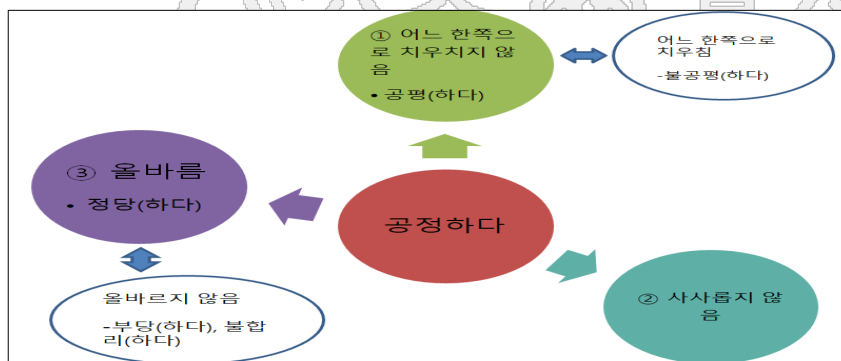 ① 어느 한쪽으
로 치우치지 않
음
• 공평(하다)
어느 한쪽으로
치우침
-불공평(하다)
③ 올바름
• 정당(하다)
공정하다
올바르지 않음
-부당(하다), 불합
리(하다)
② 사사롭지 않
음